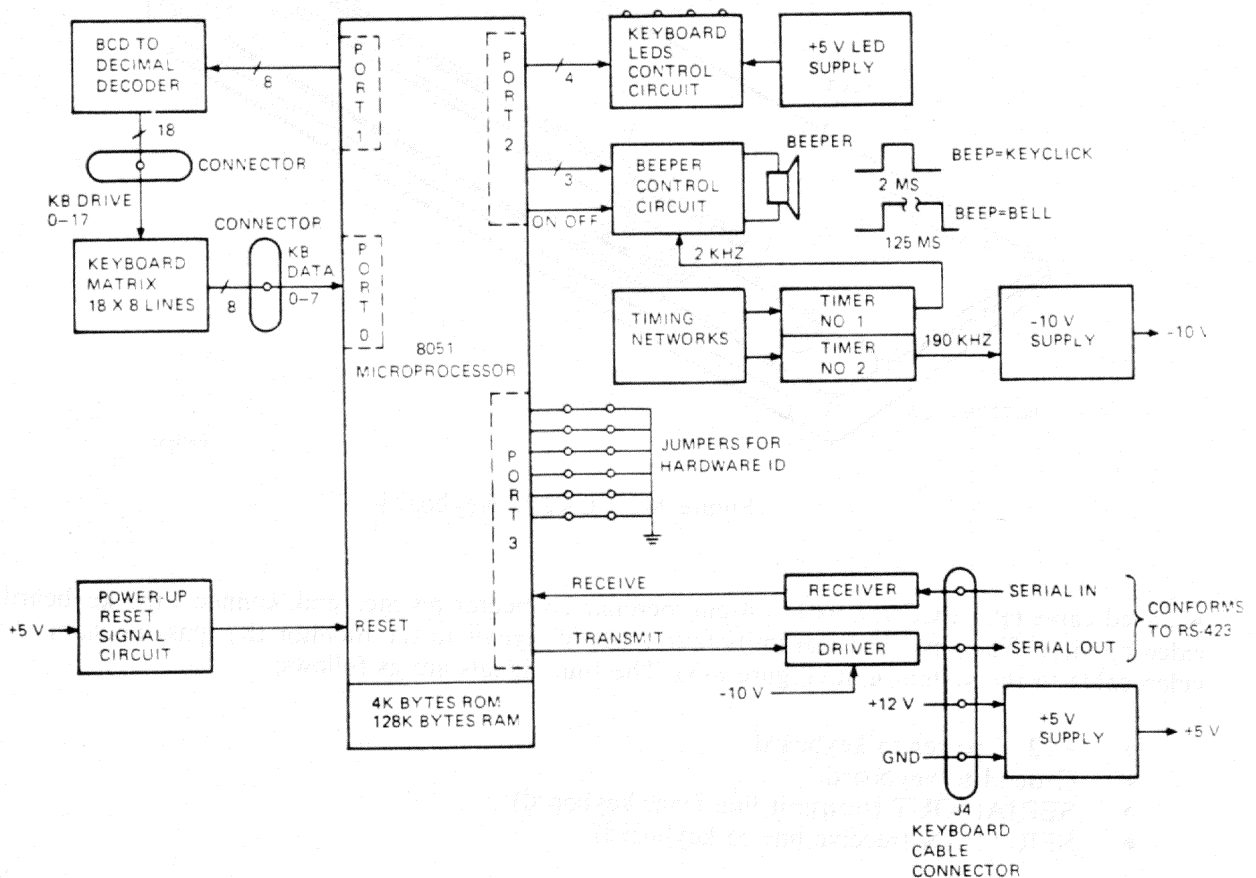 BCD TO
DECIMAL
DECODER
8
18
CONNECTOR
KB DRIVE
0–17
CONNECTOR
KEYBOARD
MATRIX
18 X 8 LINES
8
KB
DATA
0-7
PORT 1
PORT 2
PORT 0
8051
MICROPROCESSOR
PORT 3
4
KEYBOARD
LEDS
CONTROL
CIRCUIT
+5 V LED
SUPPLY
3
ON OFF
BEEPER
CONTROL
CIRCUIT
BEEPER
BEEP=KEYCLICK
2 MS
BEEP=BELL
125 MS
2 KHZ
TIMING
NETWORKS
TIMER
NO 1
TIMER
NO 2
190 KHZ
-10 V
SUPPLY
-10 V
JUMPERS FOR
HARDWARE ID
+5 V
POWER-UP
RESET
SIGNAL
CIRCUIT
RESET
RECEIVE
RECEIVER
SERIAL IN
TRANSMIT
DRIVER
SERIAL OUT
CONFORMS
TO RS-423
-10 V
4K BYTES ROM
128K BYTES RAM
+12 V
GND
+5 V
SUPPLY
+5 V
J4
KEYBOARD
CABLE
CONNECTOR